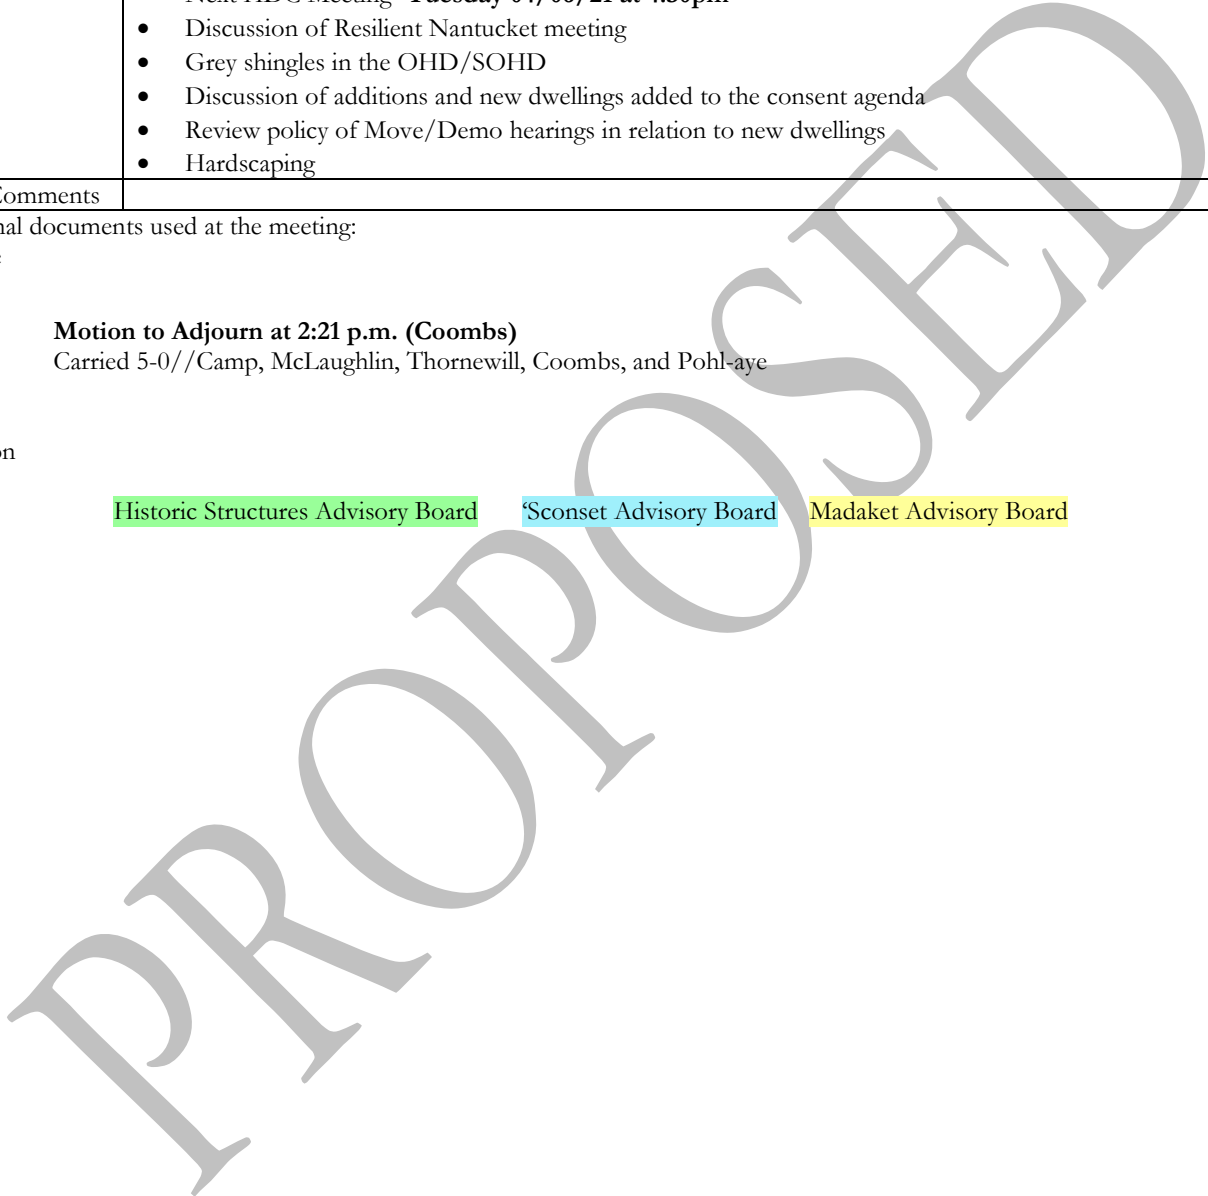 Next HDC Meeting- Tuesday 04/06/21 at 4:30pm
• Discussion of Resilient Nantucket meeting
• Grey shingles in the OHD/SOHD
• Discussion of additions and new dwellings added to the consent agenda
• Review policy of Move/Demo hearings in relation to new dwellings
• Hardscaping
Comments
nal documents used at the meeting:
Motion to Adjourn at 2:21 p.m. (Coombs)
Carried 5-0//Camp, McLaughlin, Thornewill, Coombs, and Pohl-aye
on
Historic Structures Advisory Board ‘Sconset Advisory Board Madaket Advisory Board
PROPOSED